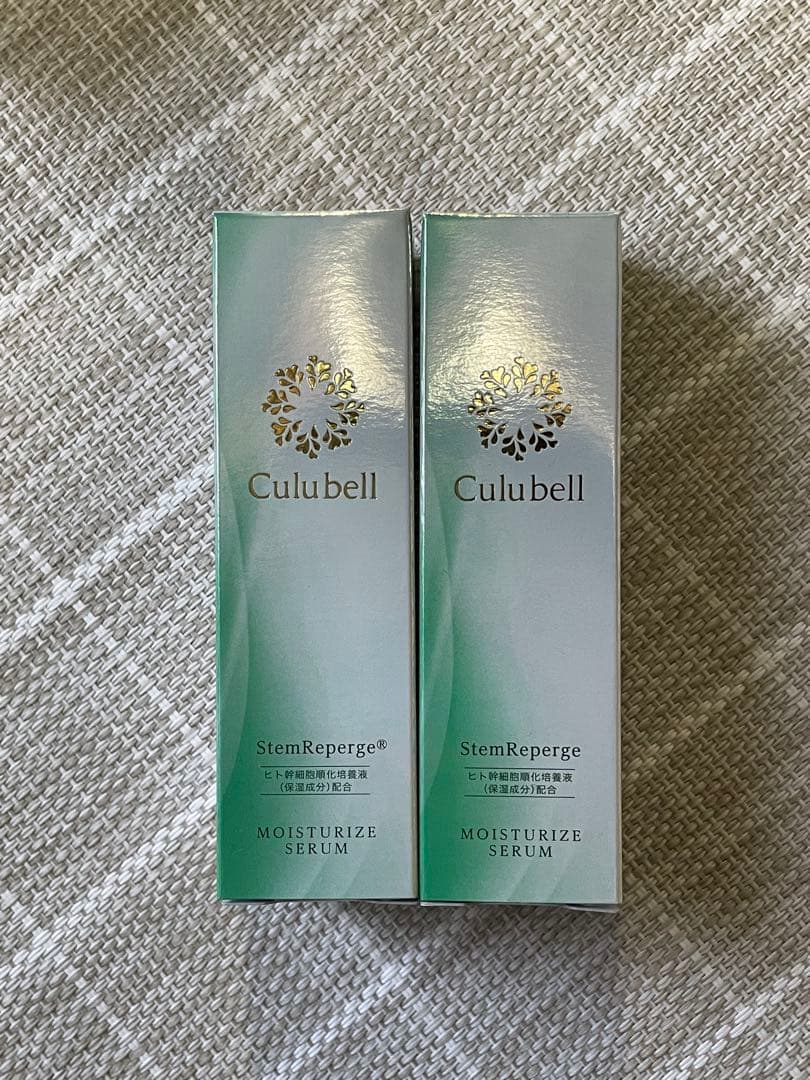 Culubell
StemReperge®
ヒト幹細胞順化培養液
(保湿成分)配合
MOISTURIZE
SERUM
Culubell
StemReperge
ヒト幹細胞順化培養液
(保湿成分)配合
MOISTURIZE
SERUM